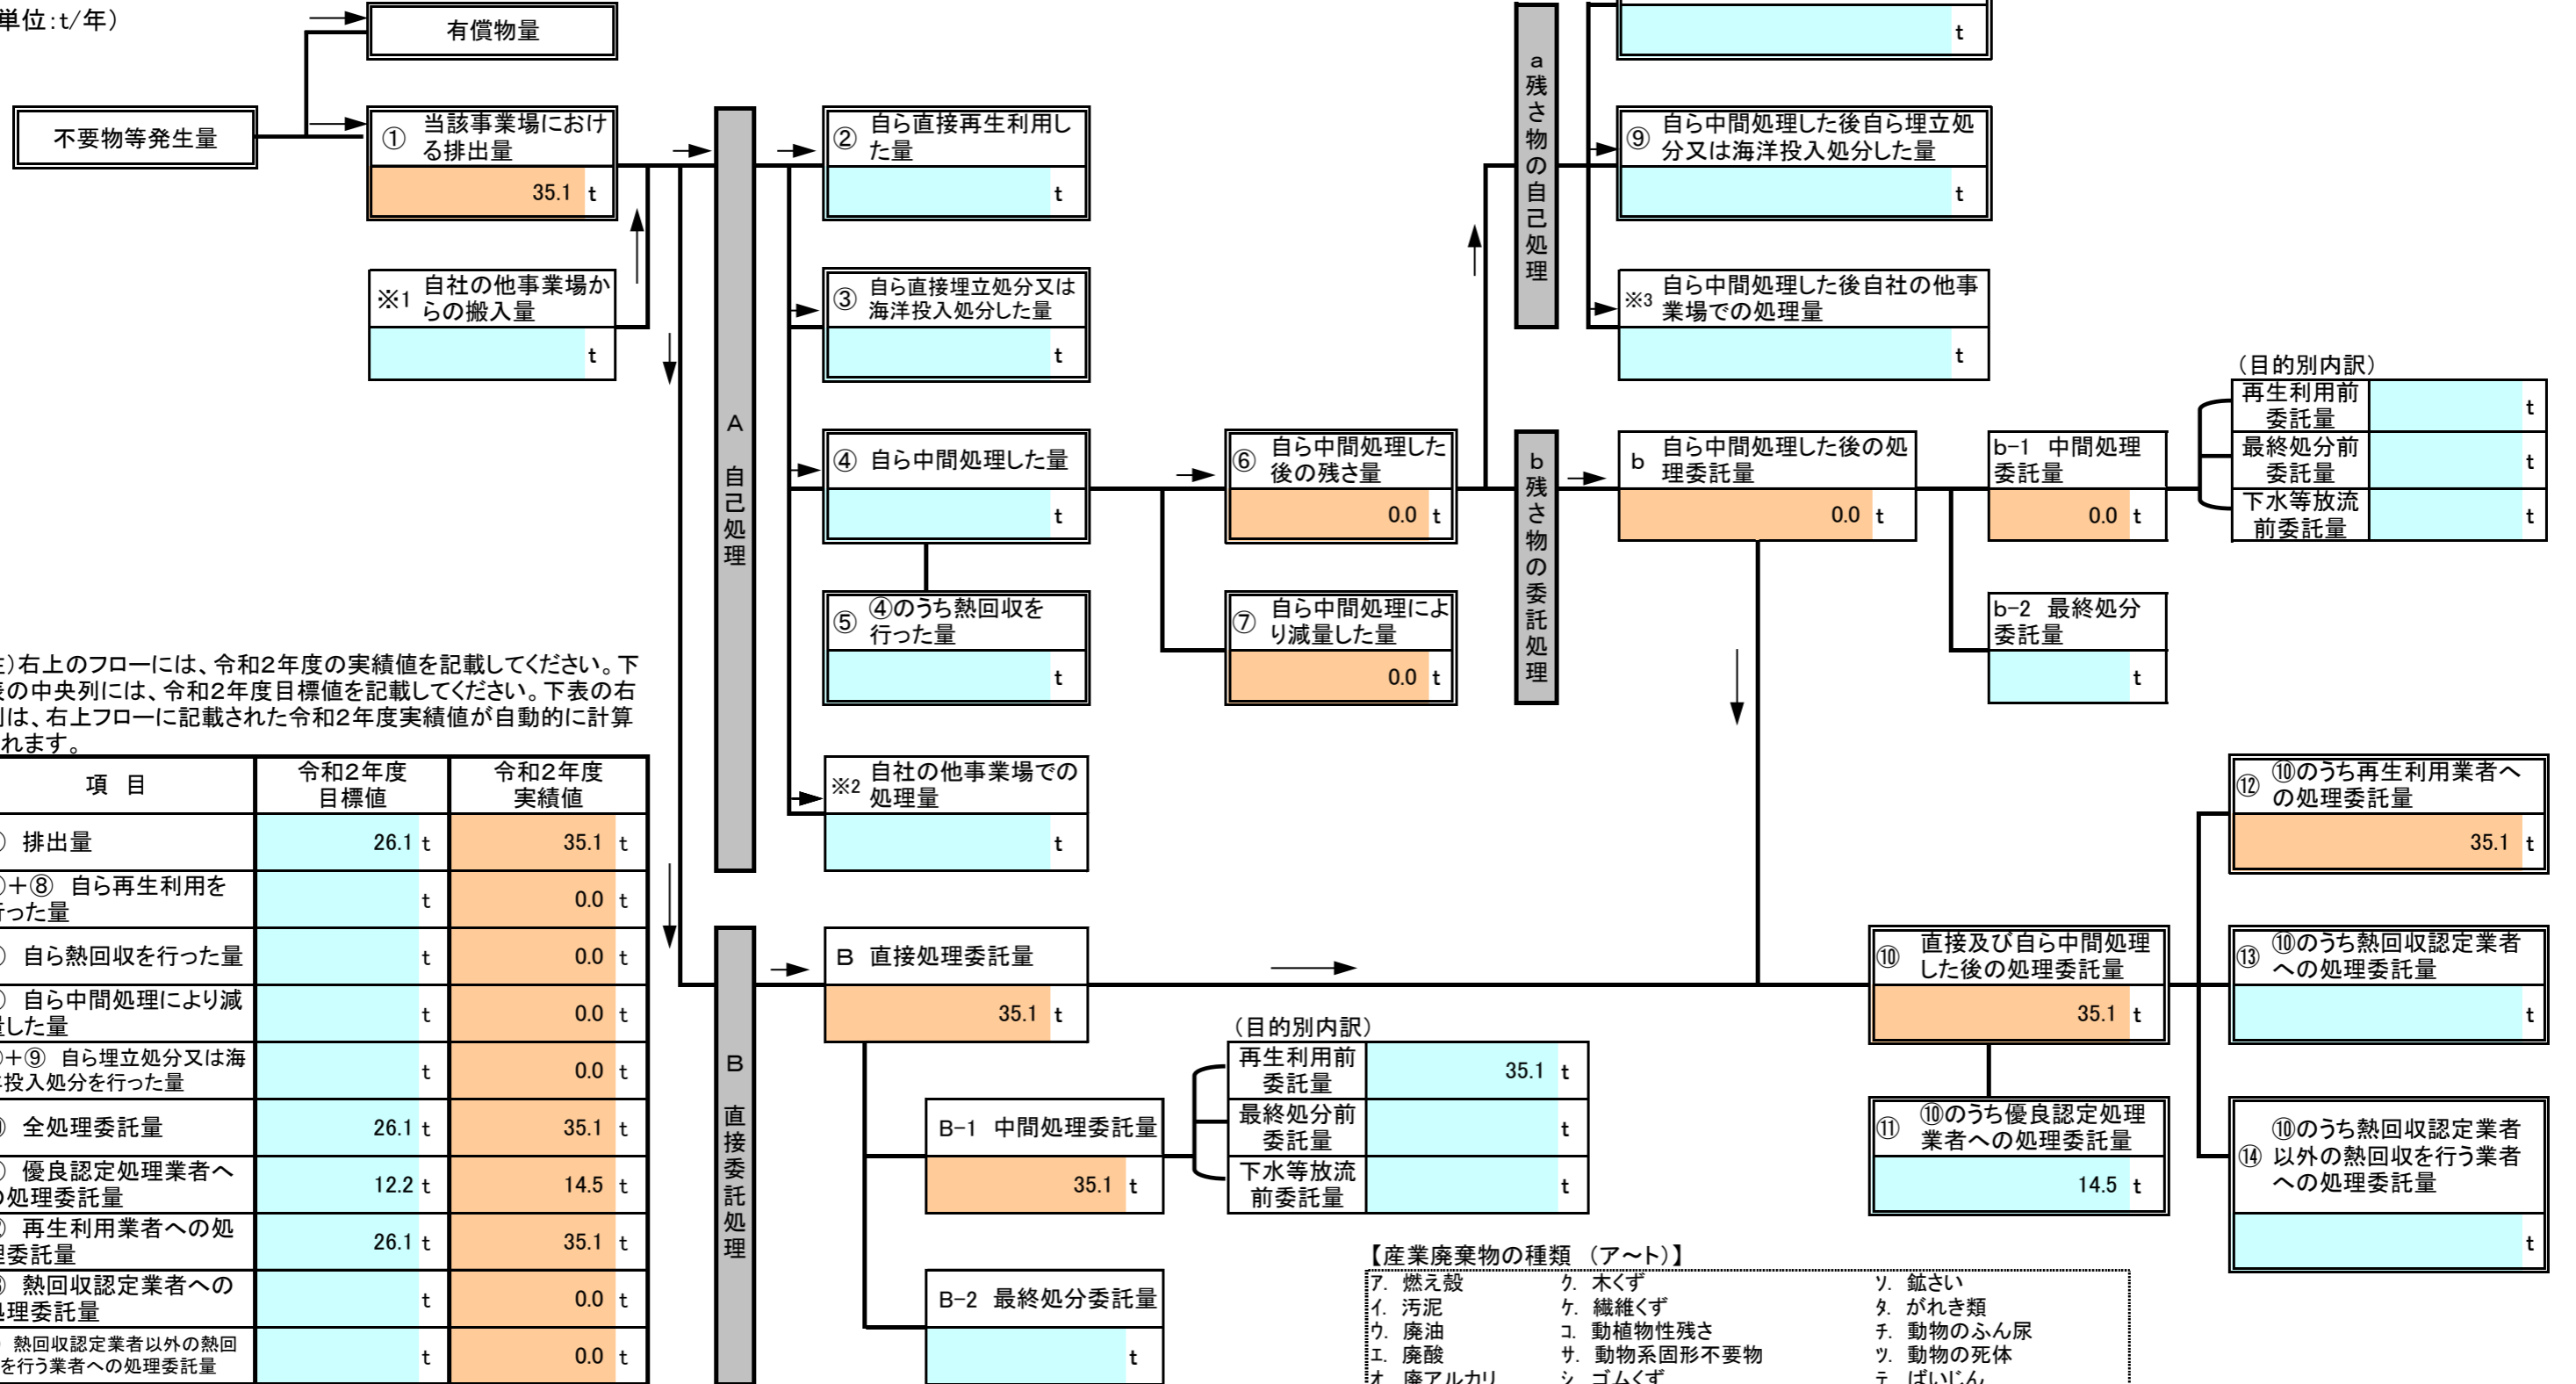 単位:t/年)
有償物量
不要物等発生量
① 当該事業場におけ
る排出量
35.1 t
※1 自社の他事業場か
らの搬入量
t
A 自己処理
② 自ら直接再生利用し
た量
t
③ 自ら直接埋立処分又は
海洋投入処分した量
t
④ 自ら中間処理した量
t
⑤ ④のうち熱回収を
行った量
t
※2 自社の他事業場での
処理量
t
⑥ 自ら中間処理した
後の残さ量
0.0 t
⑦ 自ら中間処理によ
り減量した量
0.0 t
a 残さ物の自己処理
t
⑨ 自ら中間処理した後自ら埋立処
分又は海洋投入処分した量
t
※3 自ら中間処理した後自社の他事
業場での処理量
t
b 残さ物の委託処理
b 自ら中間処理した後の処
理委託量
0.0 t
b-1 中間処理
委託量
0.0 t
b-2 最終処分
委託量
t
(目的別内訳)
再生利用前
委託量
t
最終処分前
委託量
t
下水等放流
前委託量
t
)右上のフローには、令和2年度の実績値を記載してください。下
表の中央列には、令和2年度目標値を記載してください。下表の右
列は、右上フローに記載された令和2年度実績値が自動的に計算
れます。
項 目
令和2年度
目標値
令和2年度
実績値
排出量 26.1 t 35.1 t
+⑧ 自ら再生利用を
行った量 t 0.0 t
自ら熱回収を行った量 t 0.0 t
自ら中間処理により減
量した量 t 0.0 t
+⑨ 自ら埋立処分又は海
洋投入処分を行った量 t 0.0 t
全処理委託量 26.1 t 35.1 t
優良認定処理業者へ
の処理委託量 12.2 t 14.5 t
再生利用業者への処
理委託量 26.1 t 35.1 t
熱回収認定業者への
処理委託量 t 0.0 t
熱回収認定業者以外の熱回
を行う業者への処理委託量 t 0.0 t
B 直接委託処理
B 直接処理委託量
35.1 t
B-1 中間処理委託量
35.1 t
B-2 最終処分委託量
t
(目的別内訳)
再生利用前
委託量
35.1 t
最終処分前
委託量
t
下水等放流
前委託量
t
⑩ 直接及び自ら中間処理
した後の処理委託量
35.1 t
⑪ ⑩のうち優良認定処理
業者への処理委託量
14.5 t
⑫ ⑩のうち再生利用業者へ
の処理委託量
35.1 t
⑬ ⑩のうち熱回収認定業者
への処理委託量
t
⑭ ⑩のうち熱回収認定業者
以外の熱回収を行う業者
への処理委託量
t
【産業廃棄物の種類 (ア~ト)】
ア. 燃え殻 ク. 木くず ソ. 鉱さい
イ. 汚泥 ケ. 繊維くず タ. がれき類
ウ. 廃油 コ. 動植物性残さ チ. 動物のふん尿
エ. 廃酸 サ. 動物系固形不要物 ツ. 動物の死体
オ. 廃アルカリ シ. ゴムくず テ. ばいじん